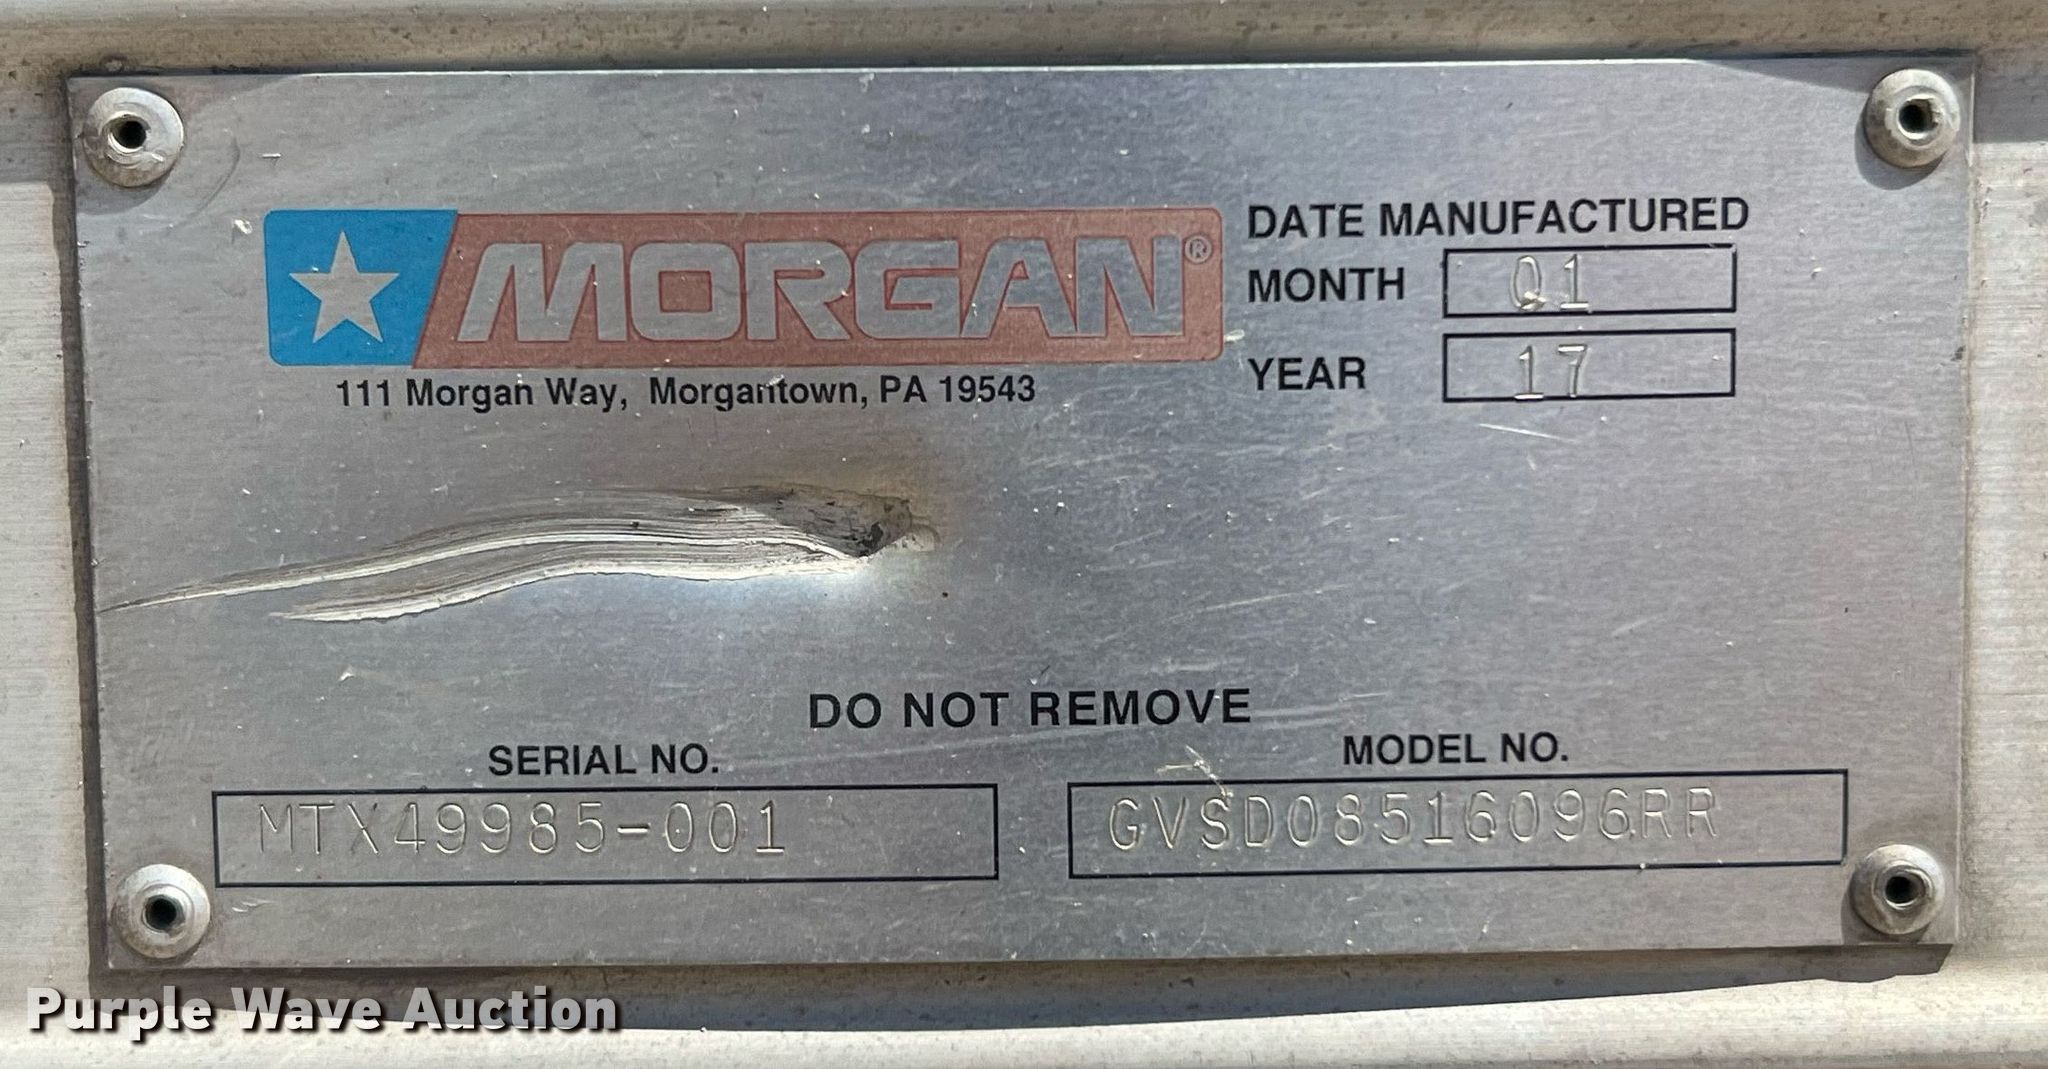 MORGAN®
111 Morgan Way, Morgantown, PA 19543
DATE MANUFACTURED
MONTH 01
YEAR 17
DO NOT REMOVE
SERIAL NO.
MTX49985-001
MODEL NO.
GVSD08516096RR
Purple Wave Auction